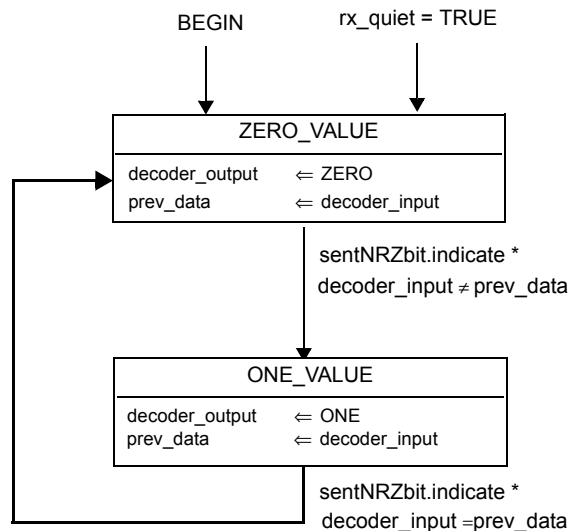 BEGIN
rx_quiet = TRUE
ZERO_VALUE
decoder_output ⇐ ZERO
prev_data ⇐ decoder_input
sentNRZbit.indicate *
decoder_input ≠ prev_data
ONE_VALUE
decoder_output ⇐ ONE
prev_data ⇐ decoder_input
sentNRZbit.indicate *
decoder_input =prev_data